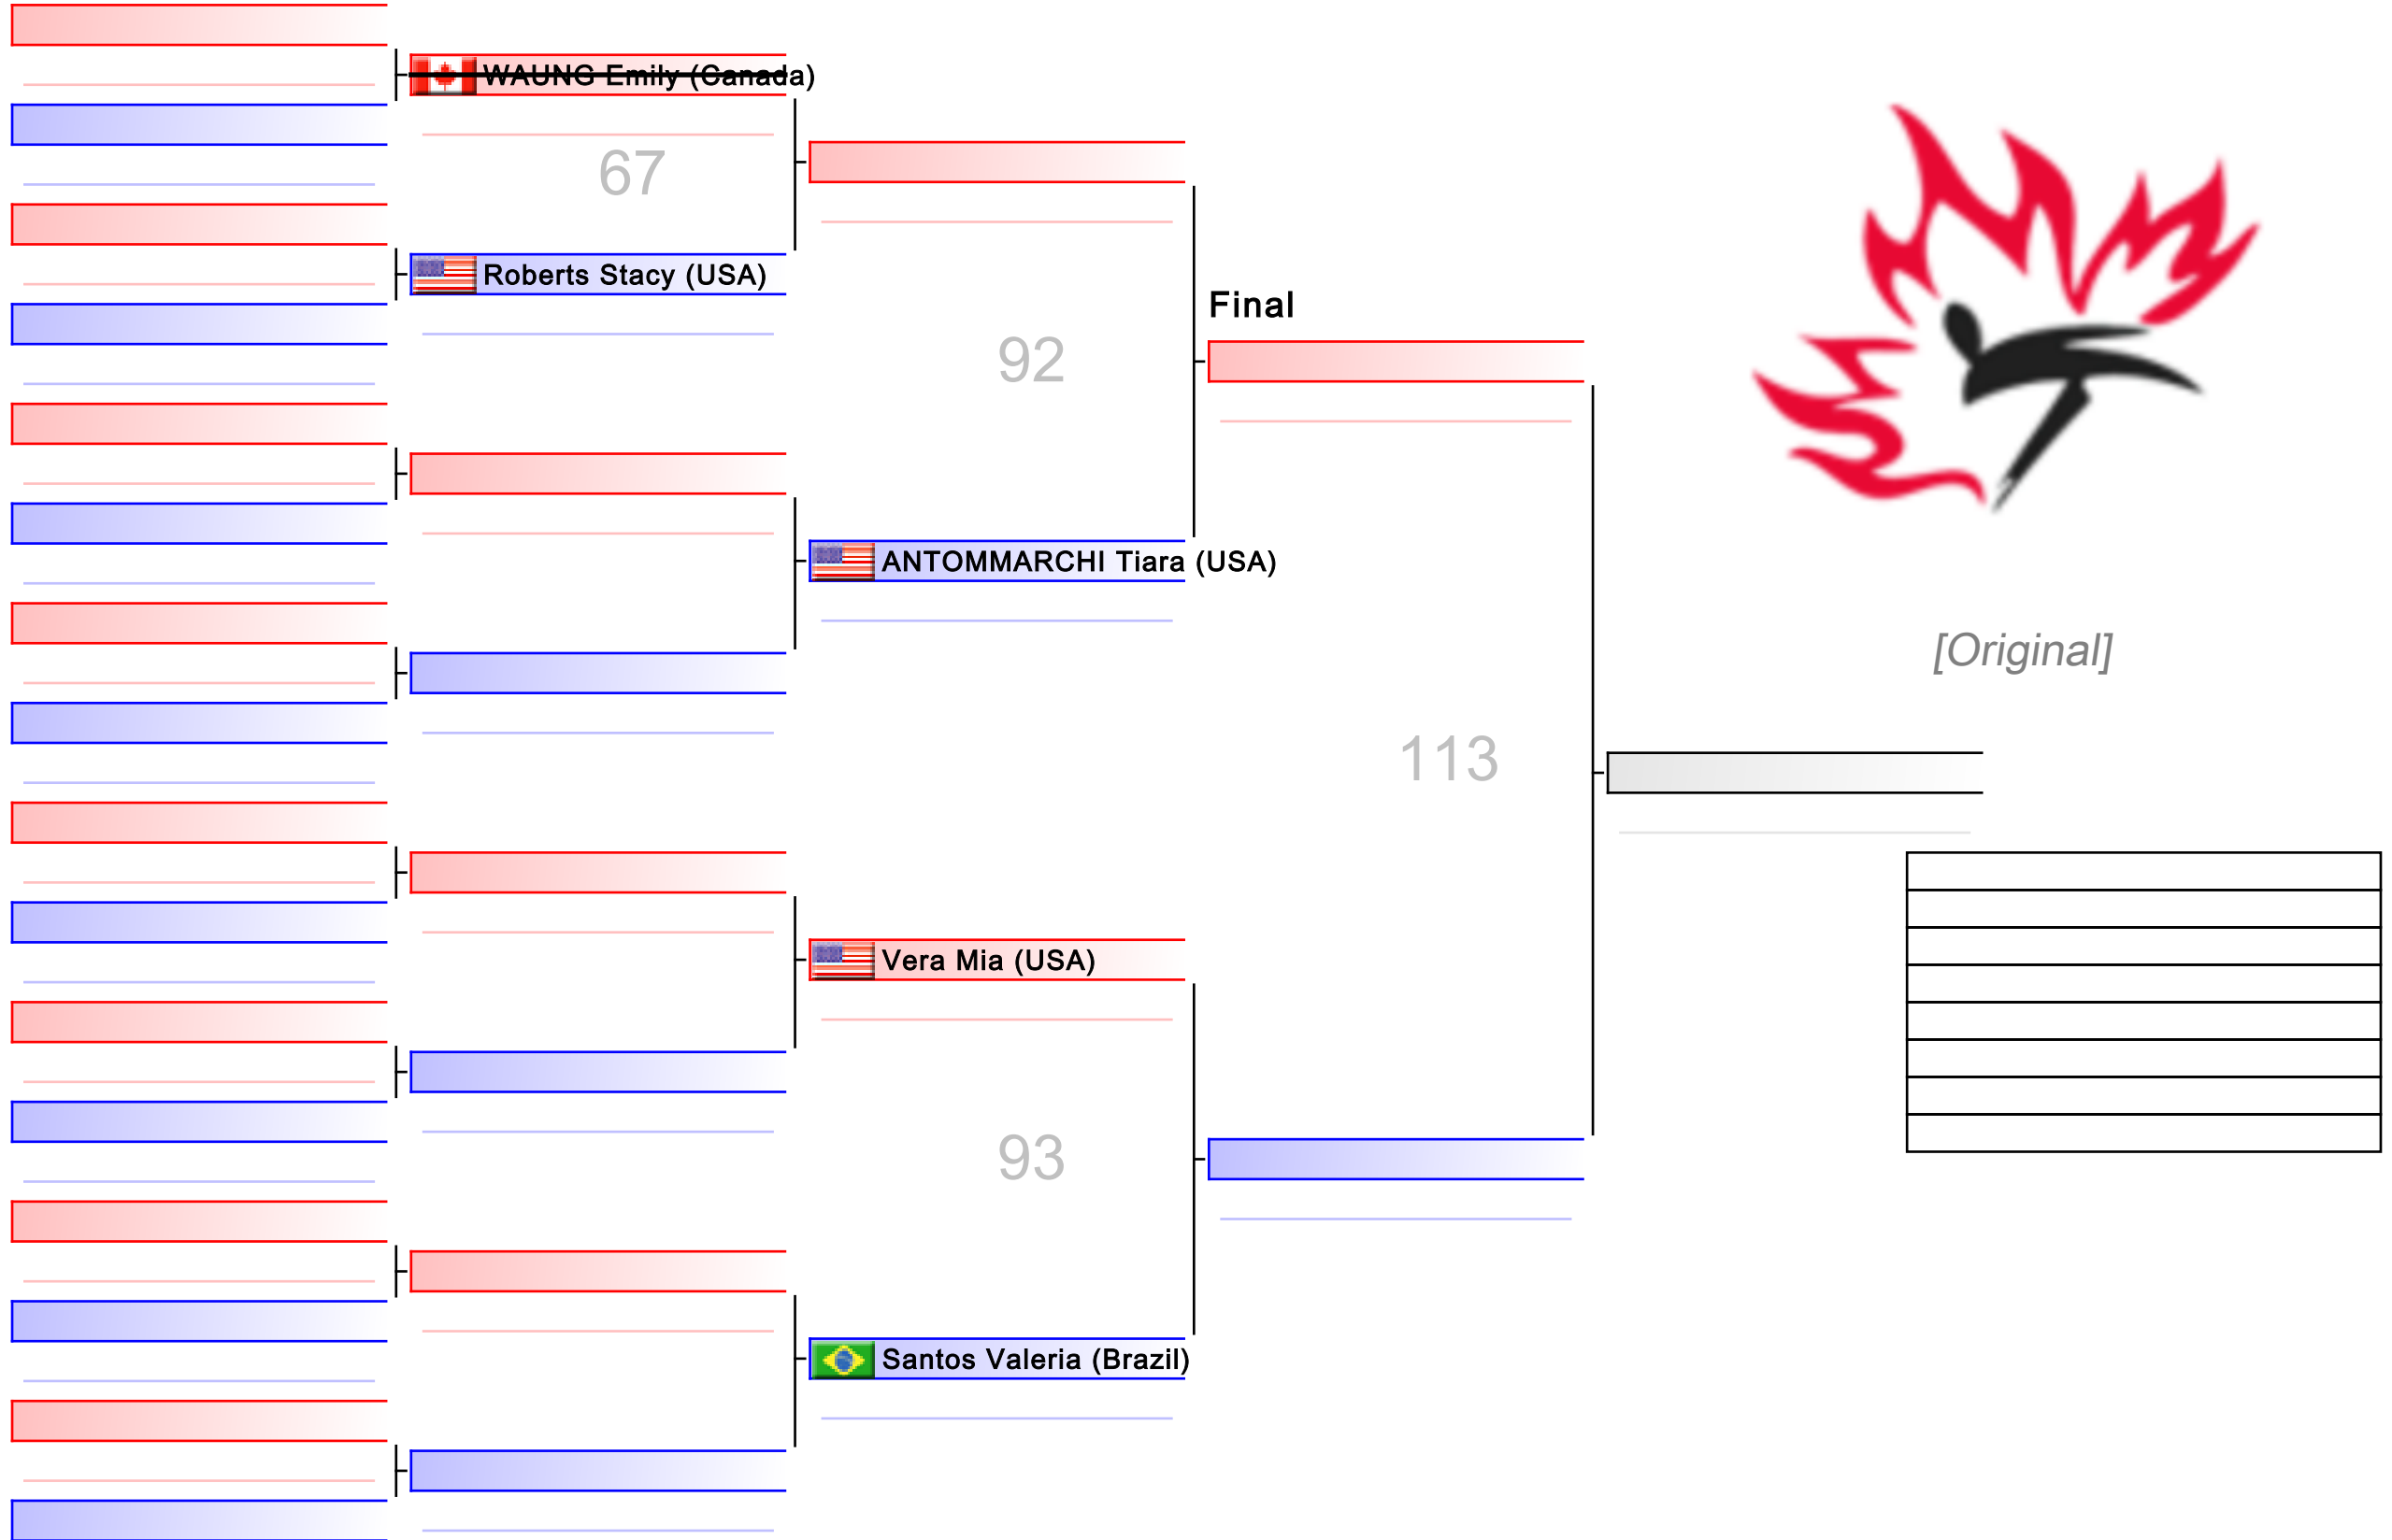 WAUNG Emily (Canada)
67
Roberts Stacy (USA)
Final
92
ANTOMMARCHI Tiara (USA)
[Original]
113
Vera Mia (USA)
93
Santos Valeria (Brazil)